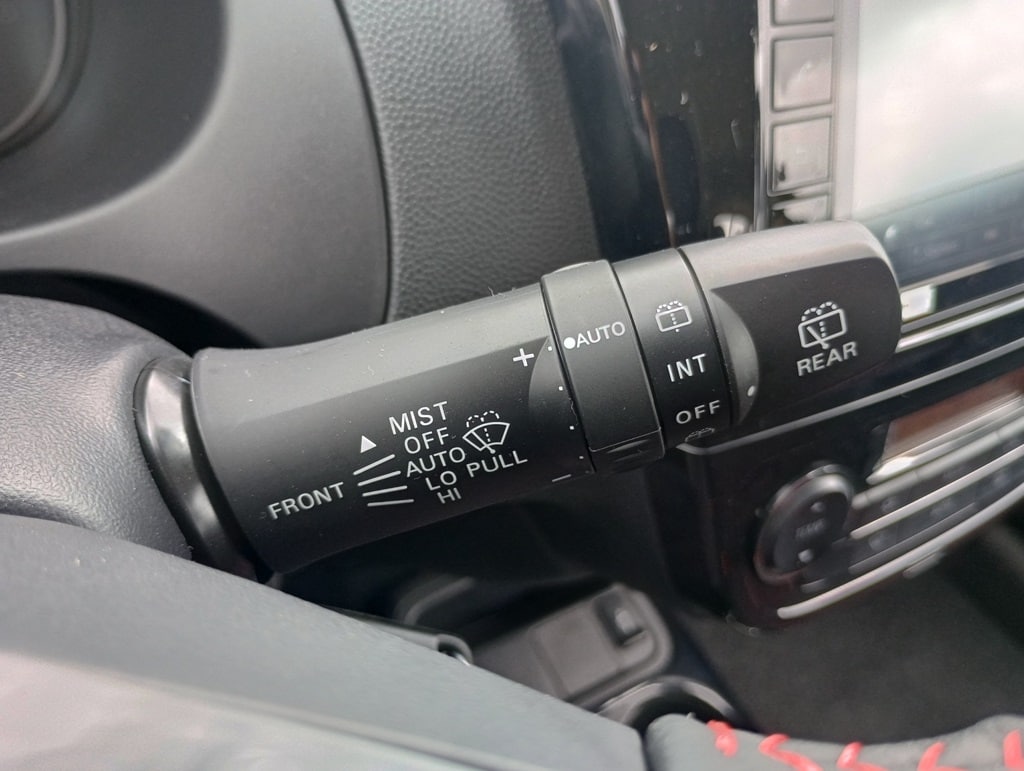 FRONT
MIST
OFF
AUTO
LO
HI
PULL
+
AUTO
−
INT
OFF
REAR